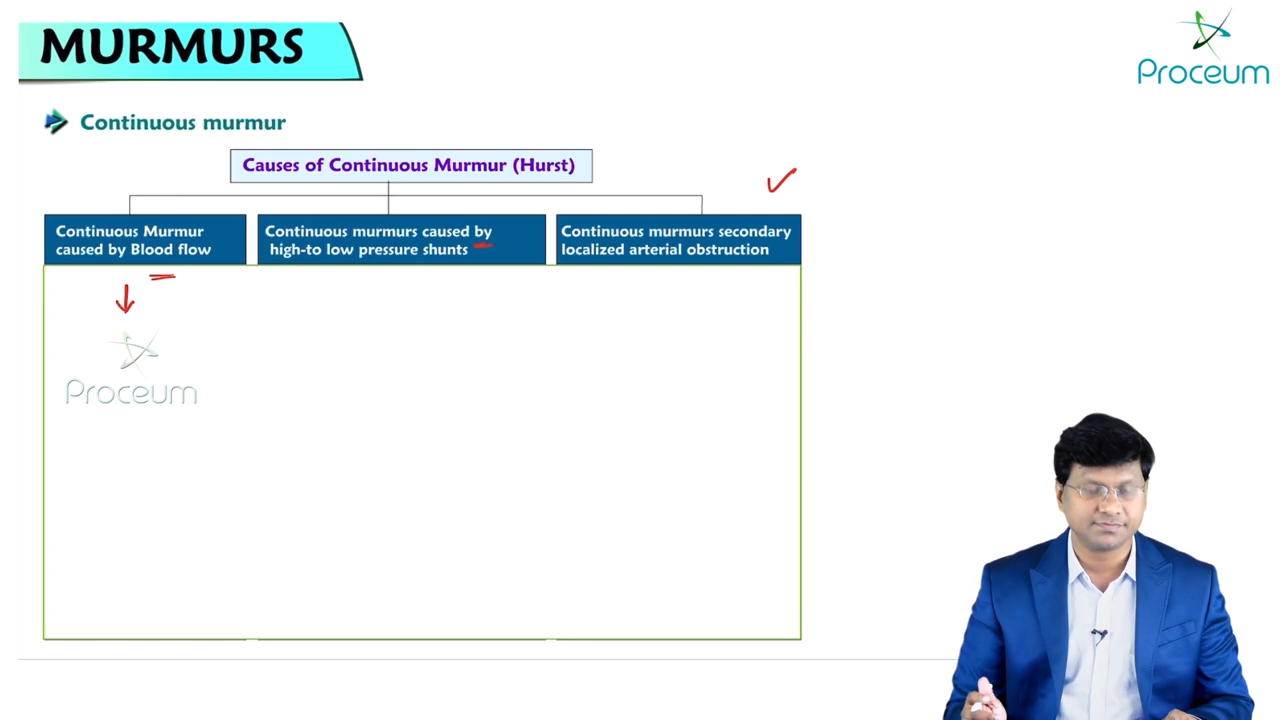 MURMURS
Proceum
Continuous murmur
Causes of Continuous Murmur (Hurst)
Continuous Murmur
caused by Blood flow
Continuous murmurs caused by
high-to low pressure shunts
Continuous murmurs secondary
localized arterial obstruction
Proceum